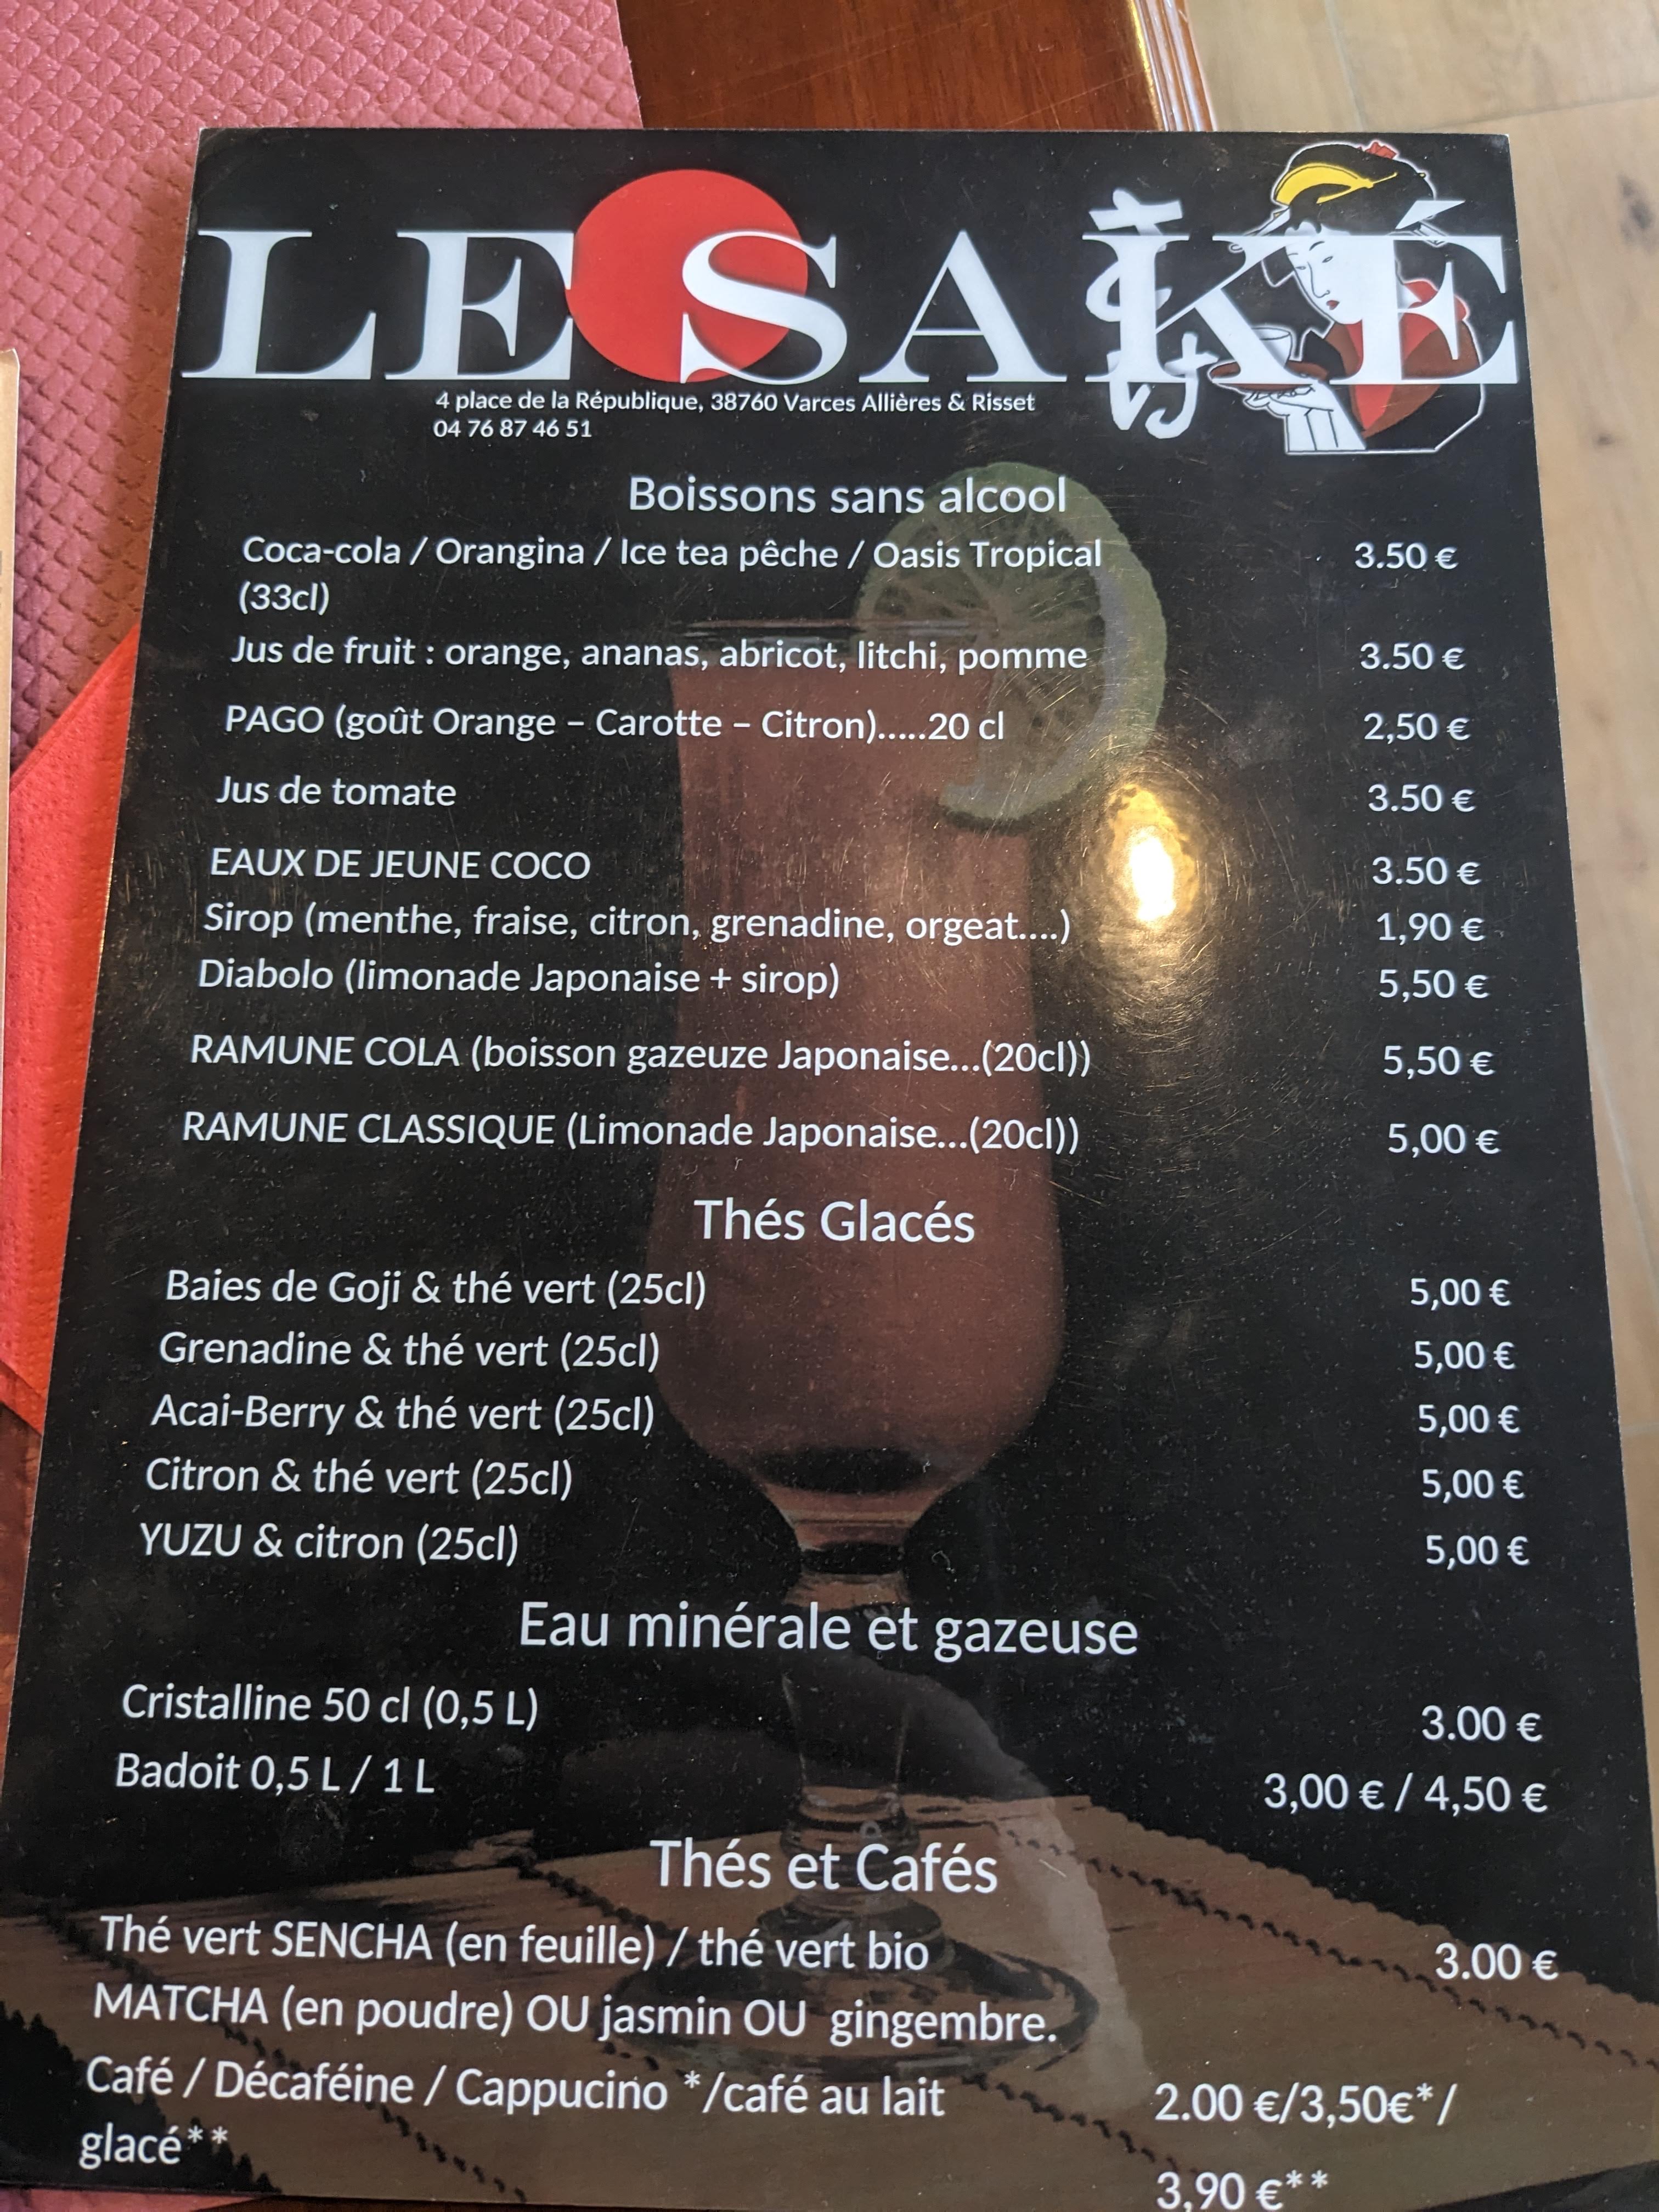 LE SAKÉ
4 place de la République, 38760 Varces Allières & Risset
04 76 87 46 51
Boissons sans alcool
Coca-cola / Orangina / Ice tea pêche / Oasis Tropical 3.50 €
(33cl)
Jus de fruit : orange, ananas, abricot, litchi, pomme 3.50 €
PAGO (goût Orange – Carotte – Citron).....20 cl 2,50 €
Jus de tomate 3.50 €
EAUX DE JEUNE COCO 3.50 €
Sirop (menthe, fraise, citron, grenadine, orgeat....) 1,90 €
Diabolo (limonade Japonaise + sirop) 5,50 €
RAMUNE COLA (boisson gazeuze Japonaise...(20cl)) 5,50 €
RAMUNE CLASSIQUE (Limonade Japonaise...(20cl)) 5,00 €
Thés Glacés
Baies de Goji & thé vert (25cl) 5,00 €
Grenadine & thé vert (25cl) 5,00 €
Acai-Berry & thé vert (25cl) 5,00 €
Citron & thé vert (25cl) 5,00 €
YUZU & citron (25cl) 5,00 €
Eau minérale et gazeuse
Cristalline 50 cl (0,5 L) 3.00 €
Badoit 0,5 L / 1 L 3,00 € / 4,50 €
Thés et Cafés
Thé vert SENCHA (en feuille) / thé vert bio 3.00 €
MATCHA (en poudre) OU jasmin OU gingembre.
Café / Décaféine / Cappucino */café au lait 2.00 €/3,50€*/
glacé** 3,90 €**